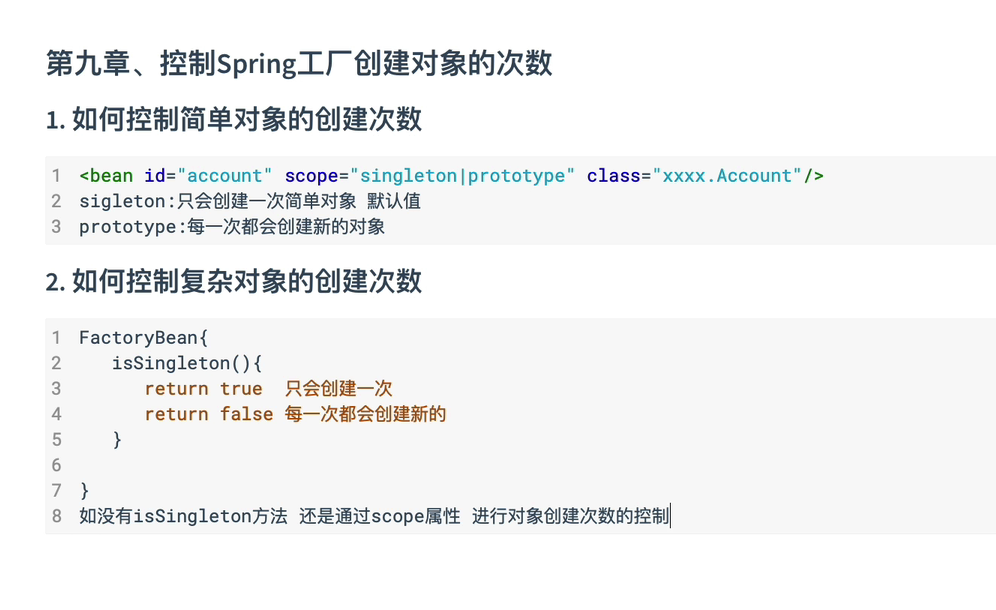 第九章、控制Spring工厂创建对象的次数
1. 如何控制简单对象的创建次数
1 <bean id="account" scope="singleton|prototype" class="xxxx.Account"/>
2 sigleton:只会创建一次简单对象 默认值
3 prototype:每一次都会创建新的对象
2. 如何控制复杂对象的创建次数
1 FactoryBean{
2    isSingleton(){
3       return true  只会创建一次
4       return false 每一次都会创建新的
5    }
6
7 }
8 如没有isSingleton方法 还是通过scope属性 进行对象创建次数的控制